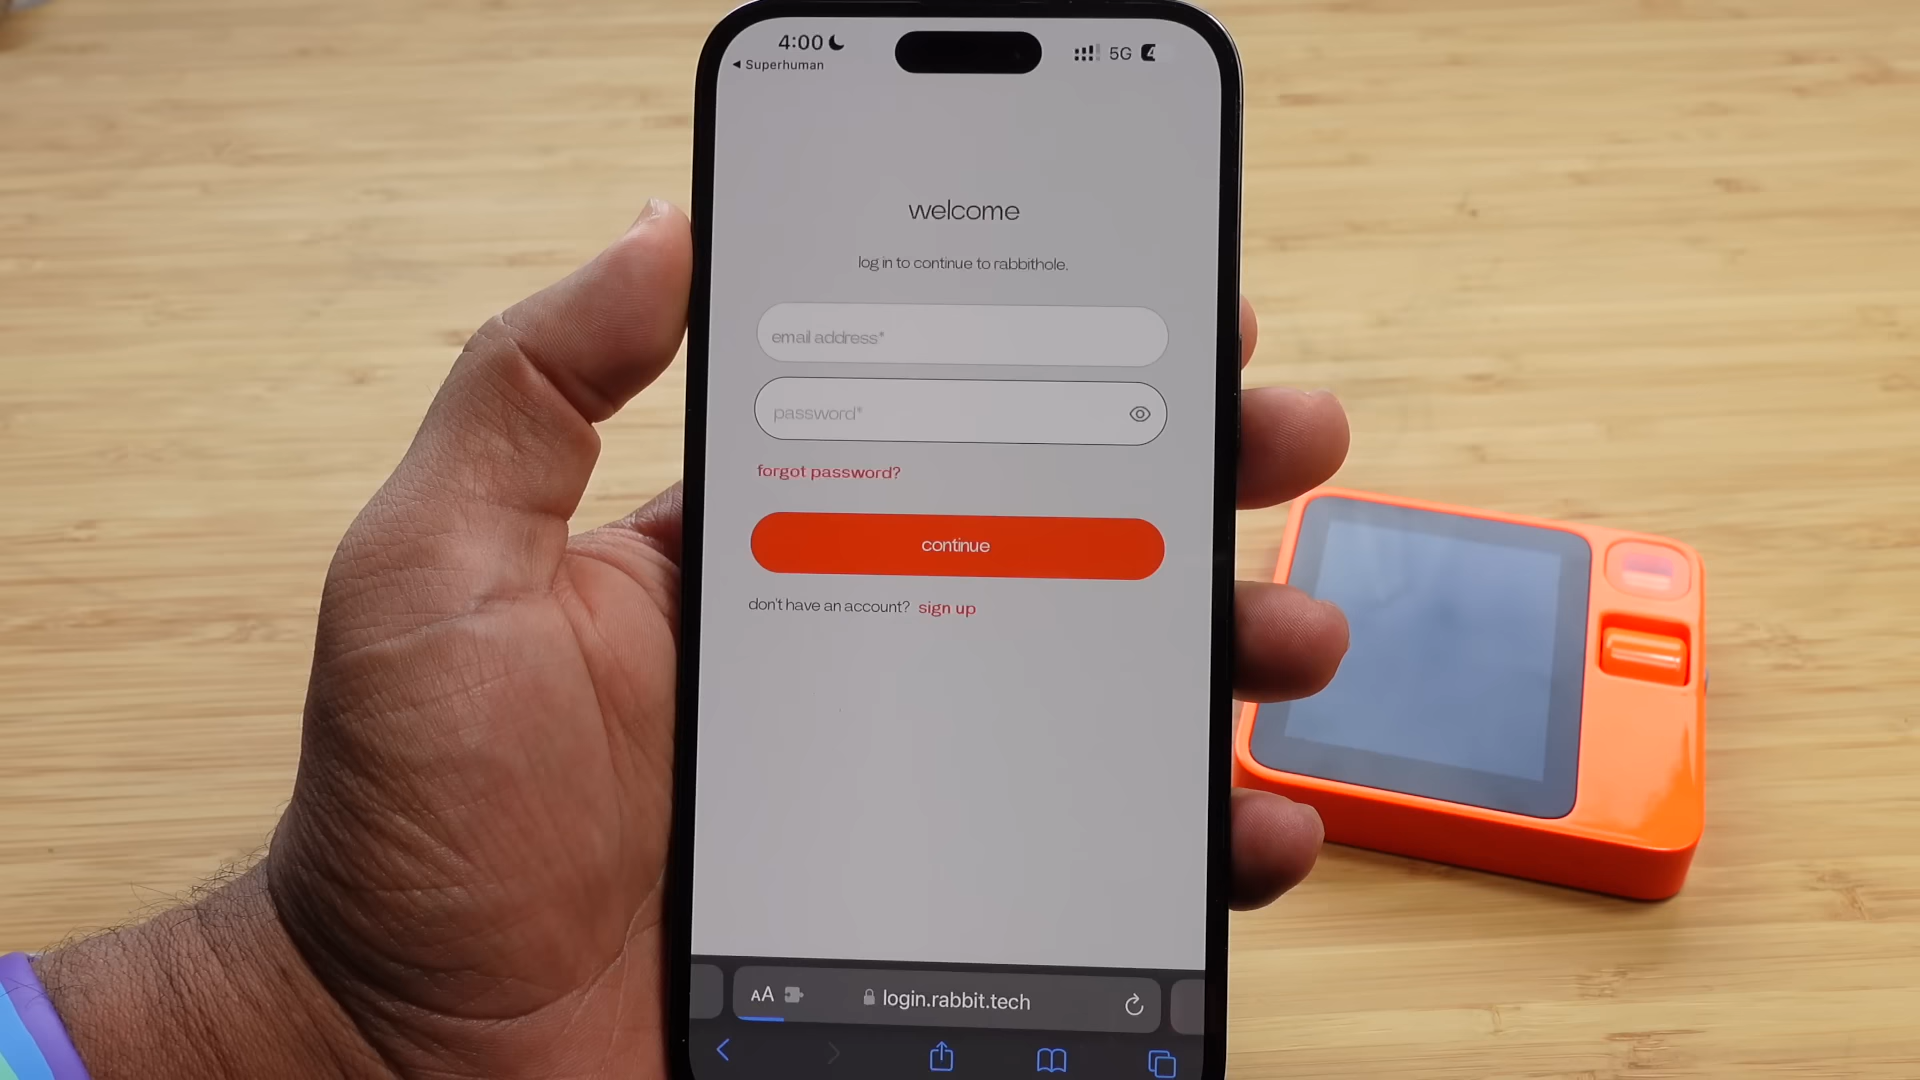 4:00
5G
Superhuman
welcome
log in to continue to rabbithole.
email address*
password*
forgot password?
continue
don't have an account? sign up
AA
login.rabbit.tech